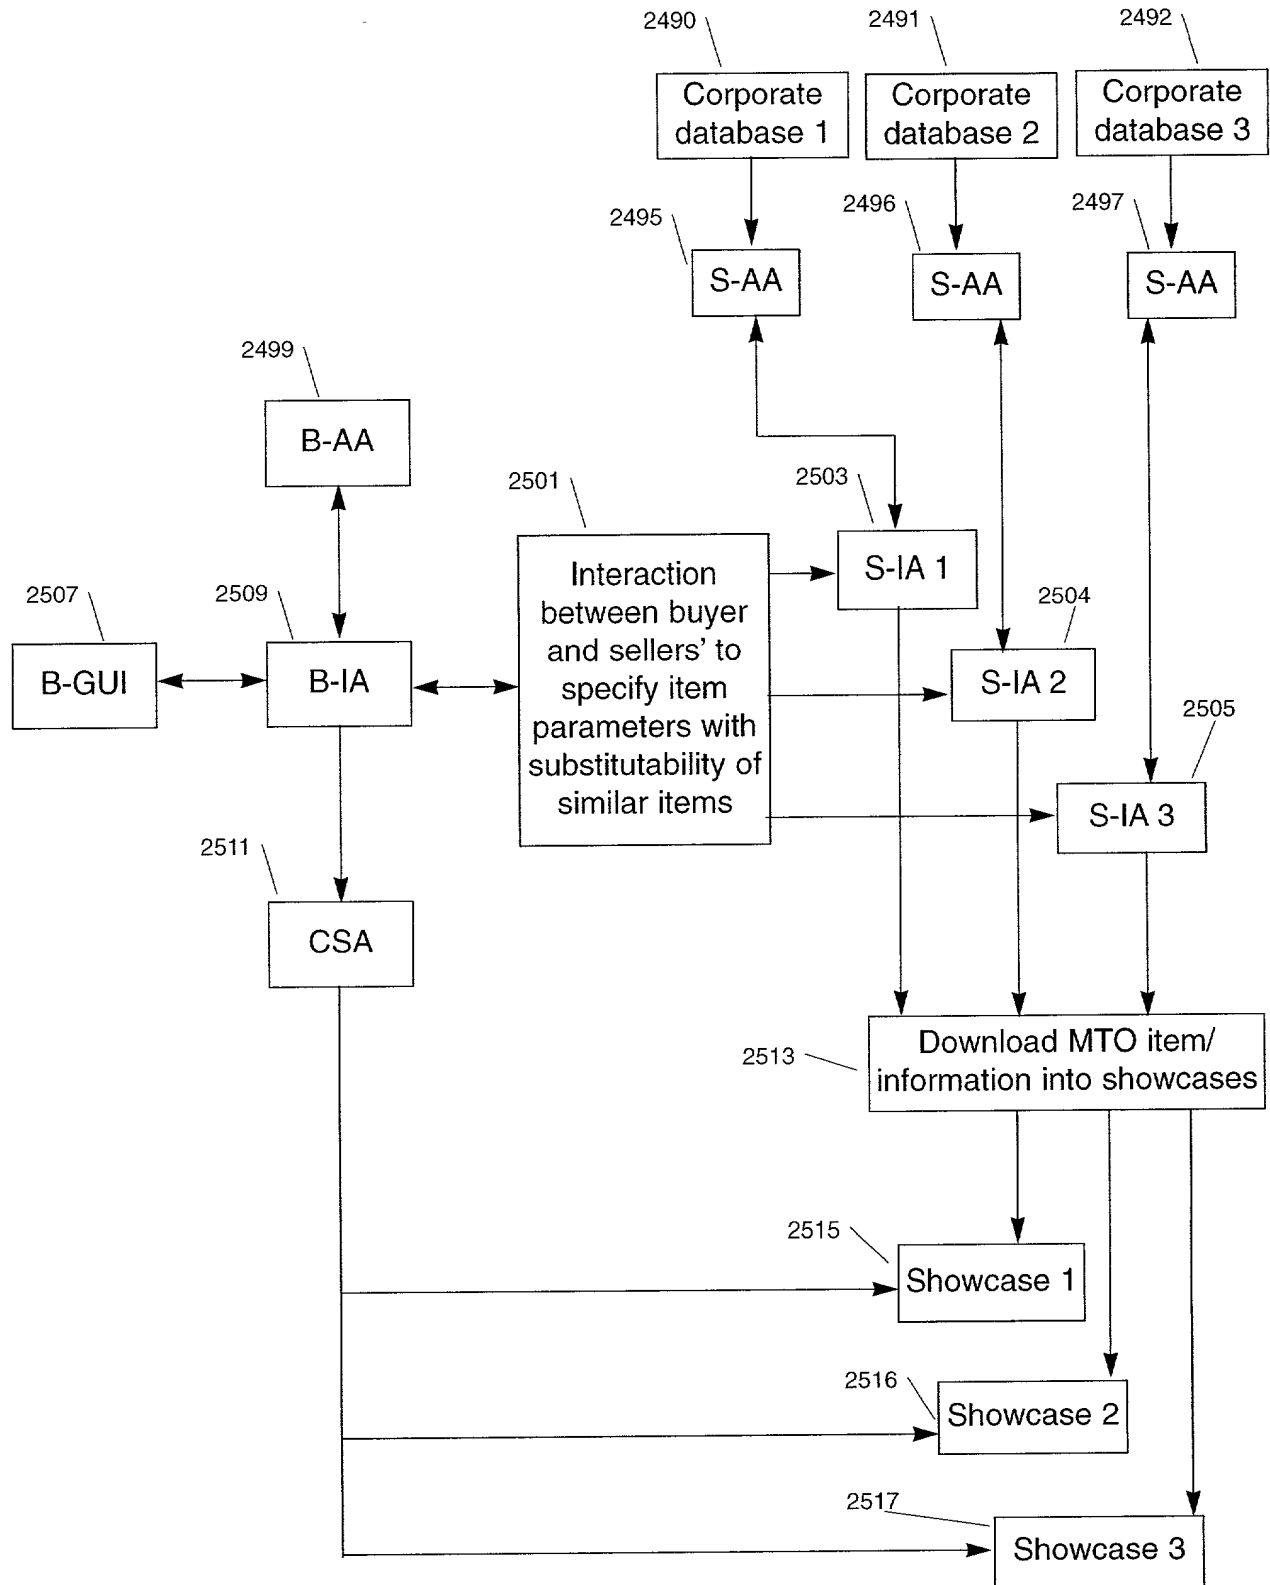 2490
2491
2492
Corporate
database 1
Corporate
database 2
Corporate
database 3
2495
2496
2497
S-AA
S-AA
S-AA
2499
B-AA
2501
2503
Interaction
between buyer
and sellers’ to
specify item
parameters with
substitutability of
similar items
S-IA 1
2504
S-IA 2
2505
S-IA 3
2507
B-GUI
2509
B-IA
2511
CSA
2513
Download MTO item/
information into showcases
2515
Showcase 1
2516
Showcase 2
2517
Showcase 3